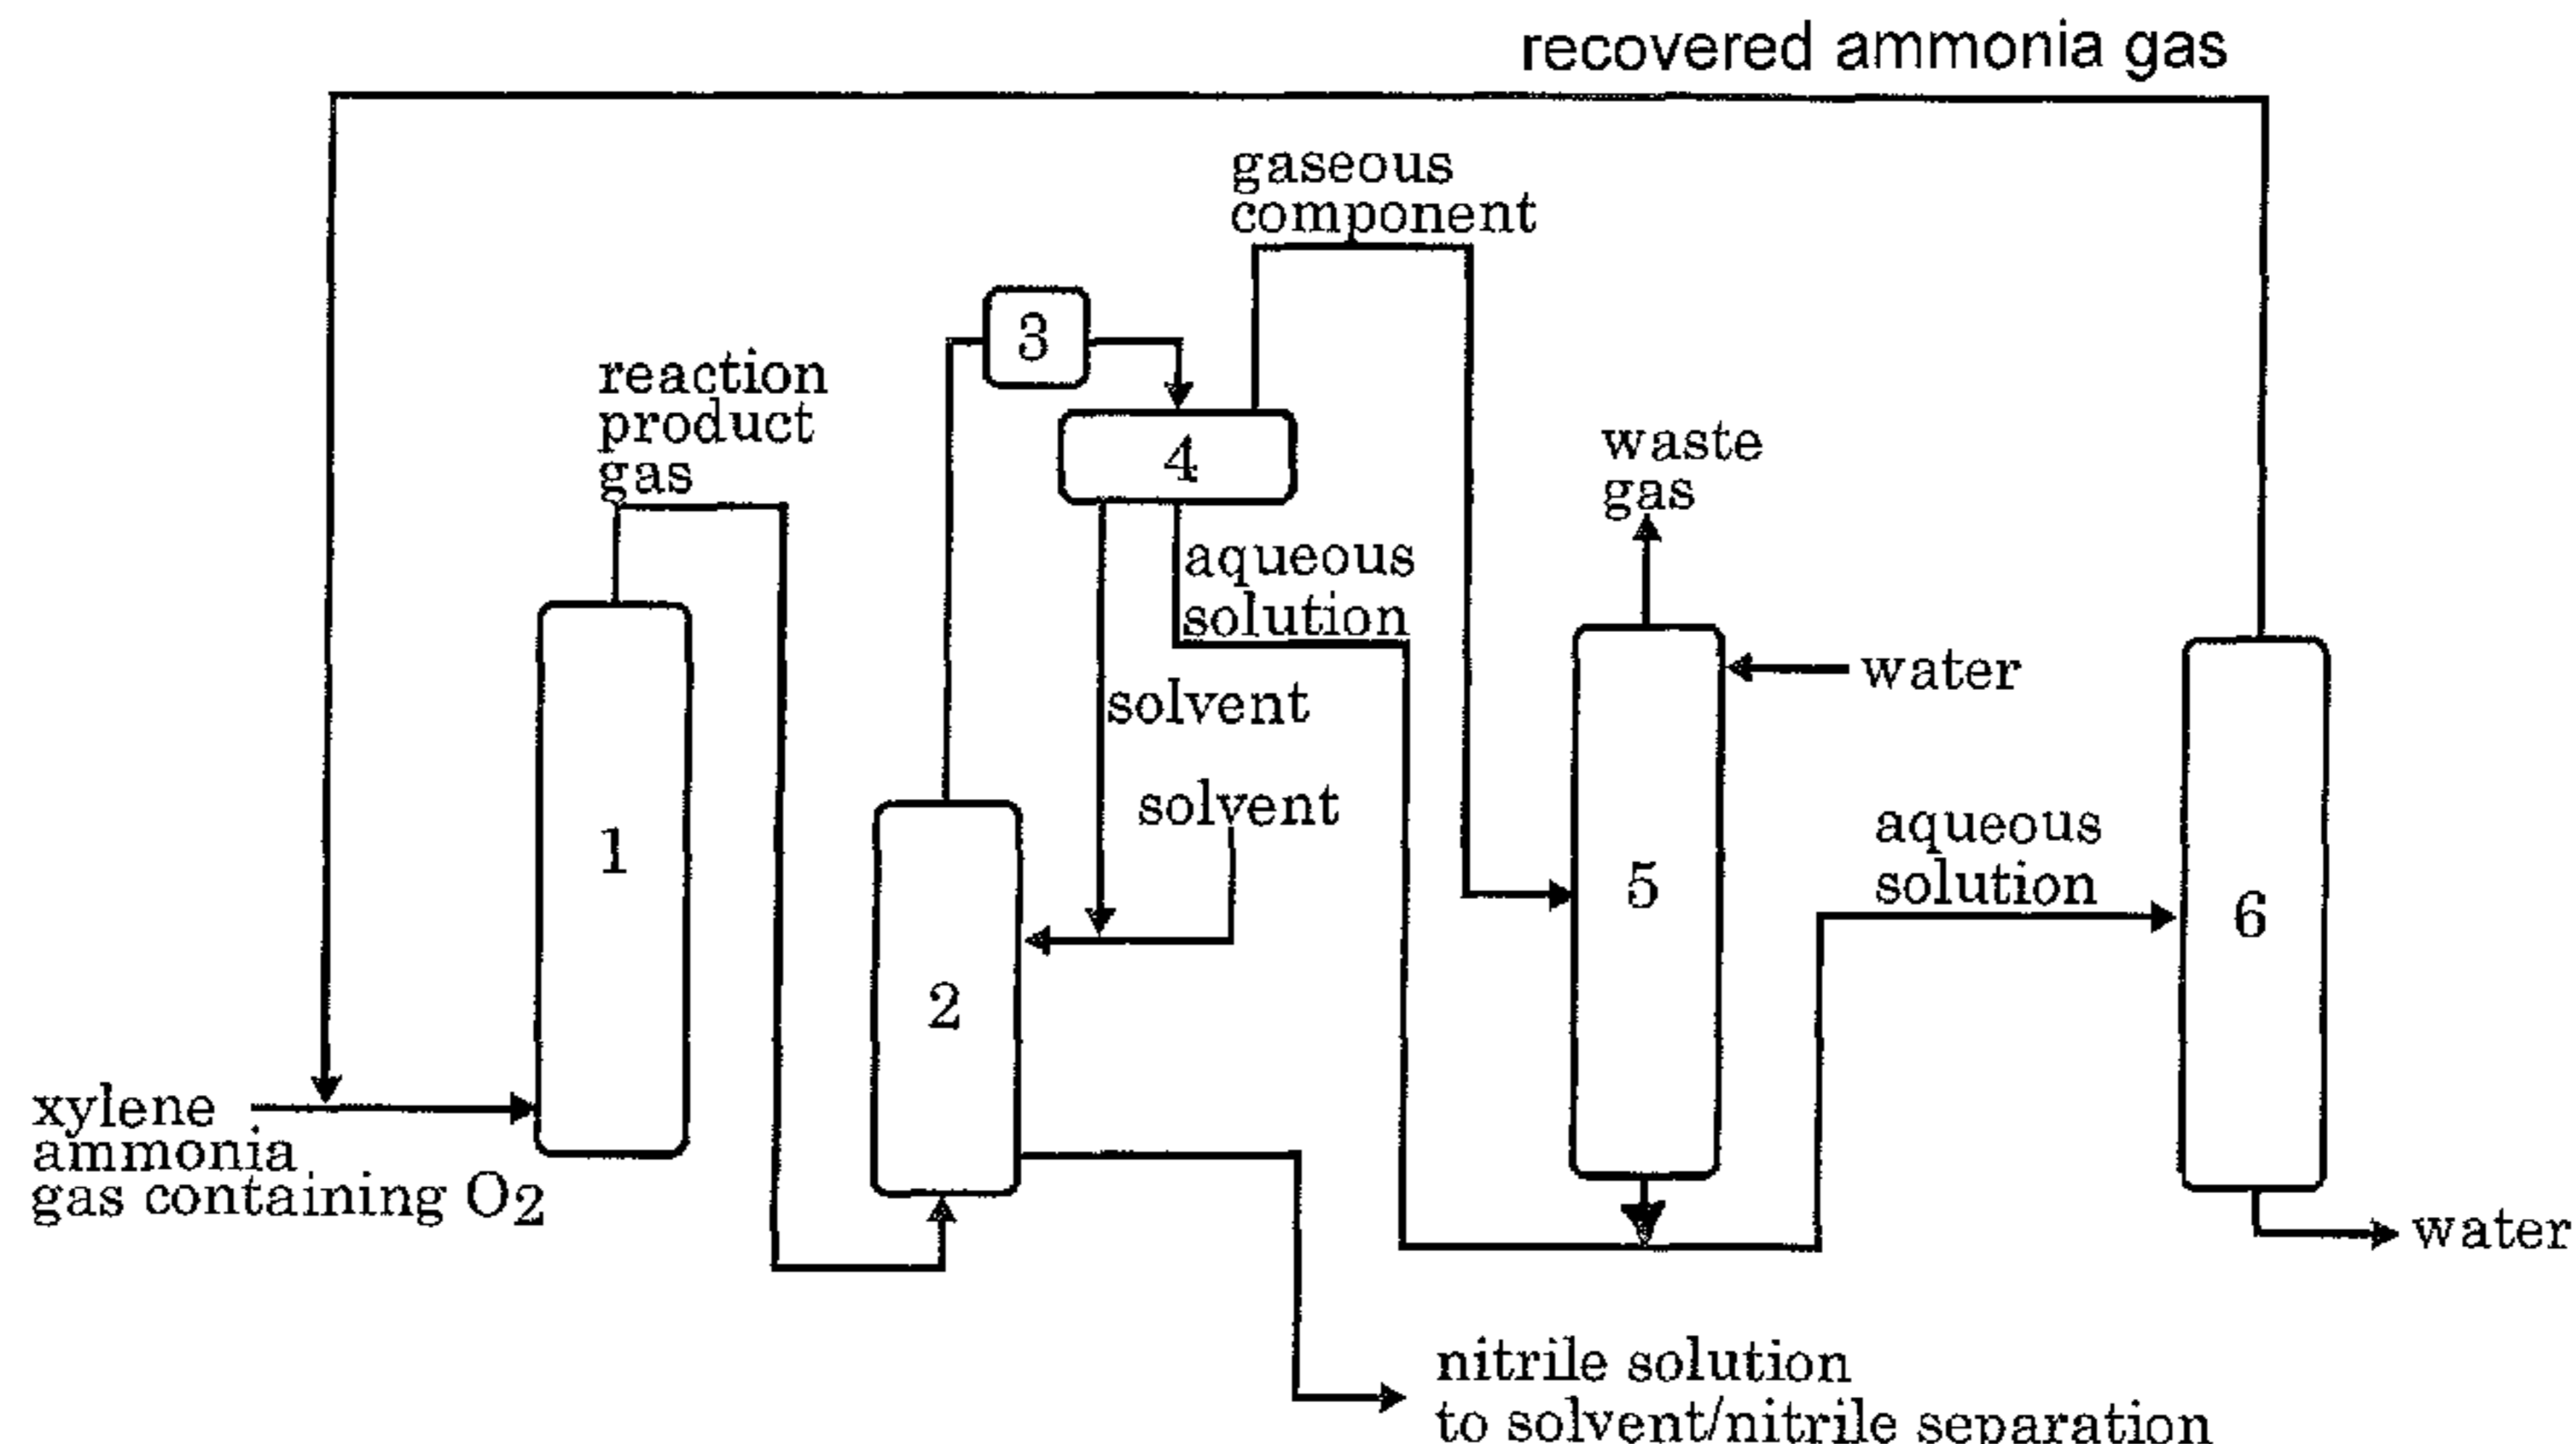 recovered ammonia gas
gaseous
component
3
reaction
product
gas
4
waste
gas
aqueous
solution
water
solvent
solvent
1
aqueous
solution
5
6
2
xylene
ammonia
gas containing O2
water
nitrile solution
to solvent/nitrile separation